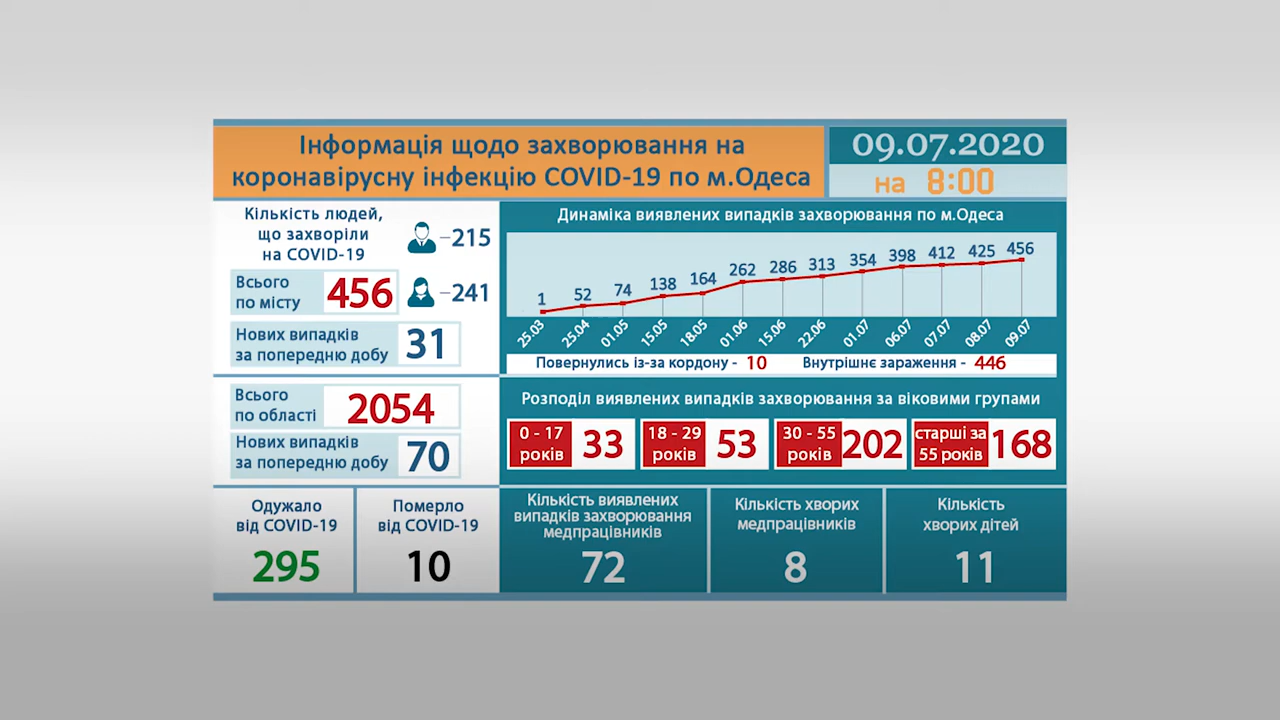 Інформація щодо захворювання на
коронавірусну інфекцію COVID-19 по м.Одеса
09.07.2020
на 8:00
Кількість людей,
що захворіли
на COVID-19
–215
–241
Всього
по місту
456
Нових випадків
за попередню добу
31
Всього
по області
2054
Нових випадків
за попередню добу
70
Динаміка виявлених випадків захворювання по м.Одеса
1 52 74 138 164 262 286 313 354 398 412 425 456
25.03 25.04 01.05 15.05 18.05 01.06 15.06 22.06 01.07 06.07 07.07 08.07 09.07
Повернулись із-за кордону - 10 Внутрішнє зараження - 446
Розподіл виявлених випадків захворювання за віковими групами
0 - 17
років
33
18 - 29
років
53
30 - 55
років
202
старші за
55 років
168
Одужало
від COVID-19
295
Померло
від COVID-19
10
Кількість виявлених
випадків захворювання
медпрацівників
72
Кількість хворих
медпрацівників
8
Кількість
хворих дітей
11